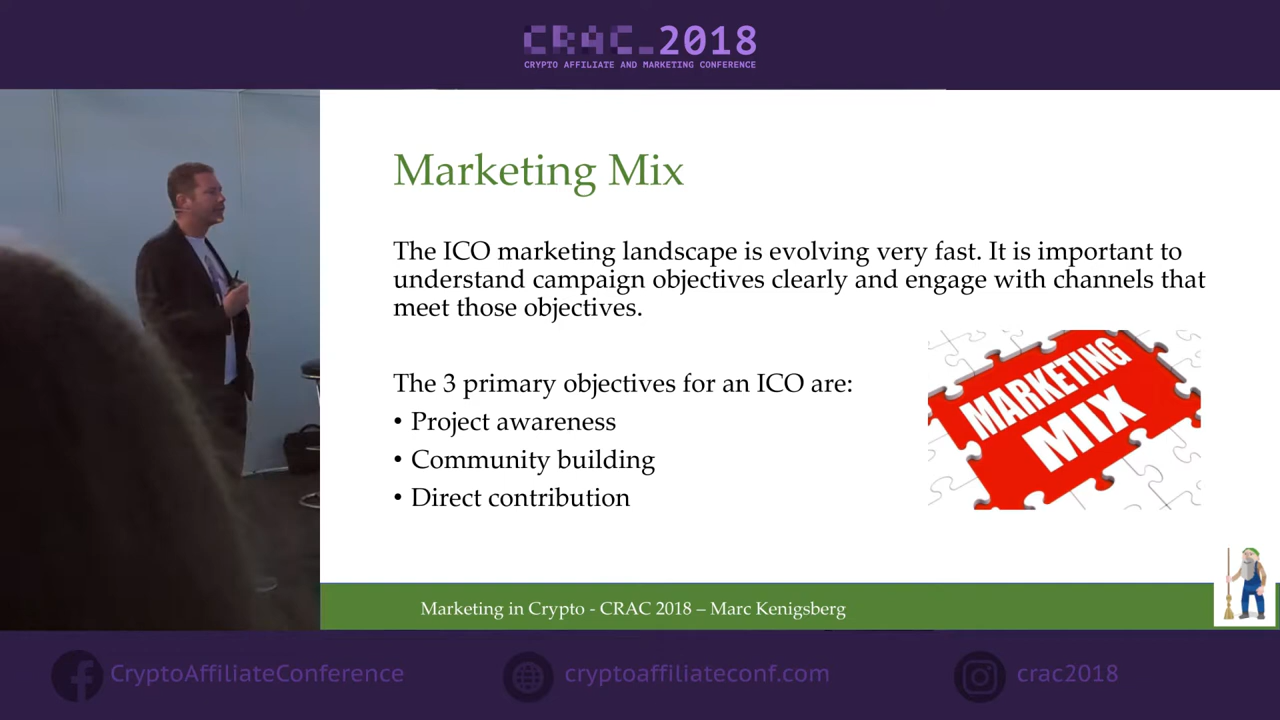 CRAC_2018
CRYPTO AFFILIATE AND MARKETING CONFERENCE
Marketing Mix
The ICO marketing landscape is evolving very fast. It is important to
understand campaign objectives clearly and engage with channels that
meet those objectives.
The 3 primary objectives for an ICO are:
• Project awareness
• Community building
• Direct contribution
MARKETING
MIX
Marketing in Crypto - CRAC 2018 – Marc Kenigsberg
CryptoAffiliateConference
cryptoaffiliateconf.com
crac2018